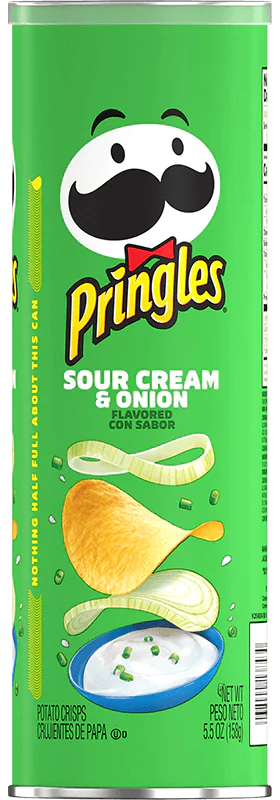 Pringles
SOUR CREAM
& ONION
FLAVORED
CON SABOR
NOTHING HALF FULL ABOUT THIS CAN
POTATO CRISPS
CRUJIENTES DE PAPA Ⓤ D
NET WT
PESO NETO
5.5 OZ (158g)